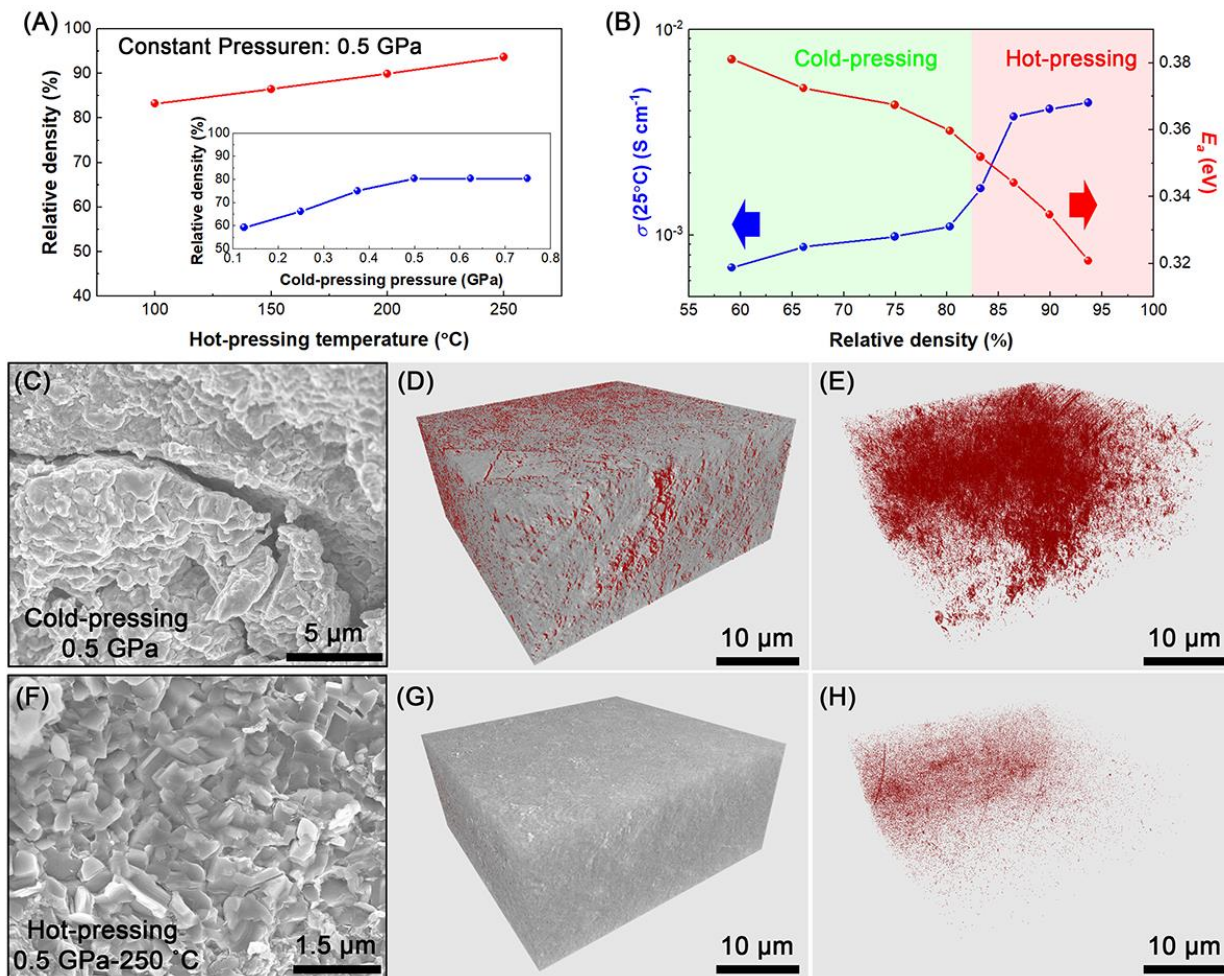 (A)
Constant Pressuren: 0.5 GPa
Relative density (%)
100
90
80
70
60
50
40
100
150
200
250
Hot-pressing temperature (°C)
Relative density (%)
100
90
80
70
60
50
0.1
0.2
0.3
0.4
0.5
0.6
0.7
0.8
Cold-pressing pressure (GPa)
(B)
Cold-pressing
Hot-pressing
σ (25°C) (S cm⁻¹)
10⁻²
10⁻³
0.38
0.36
0.34
0.32
Eₐ (eV)
55
60
65
70
75
80
85
90
95
100
Relative density (%)
(C)
Cold-pressing
0.5 GPa
5 μm
(D)
10 μm
(E)
10 μm
(F)
Hot-pressing
0.5 GPa-250 °C
1.5 μm
(G)
10 μm
(H)
10 μm